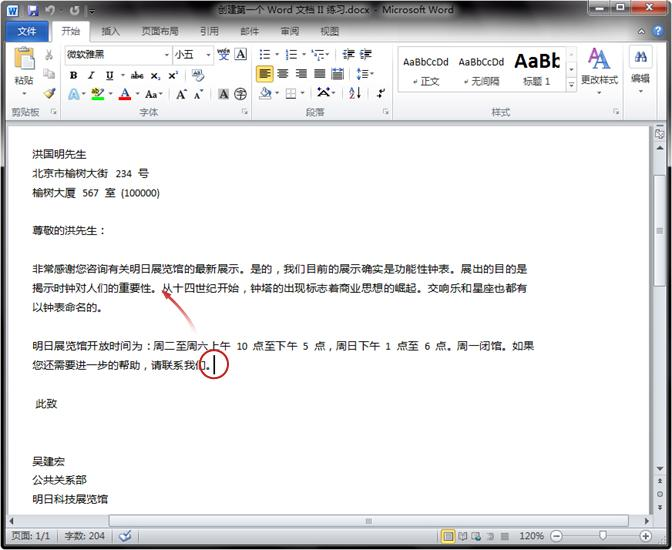 创建第一个 Word 文档 II 练习.docx - Microsoft Word
文件 开始 插入 页面布局 引用 邮件 审阅 视图
粘贴
微软雅黑 小五 wén 文 A
B I U abc x₂ x²
A ab A Aa A A A 字
AaBbCcDd AaBbCcDd AaBb
正文 无间隔 标题 1
更改样式 编辑
剪贴板 字体 段落 样式
洪国明先生
北京市榆树大街 234 号
榆树大厦 567 室 (100000)
尊敬的洪先生：
非常感谢您咨询有关明日展览馆的最新展示。是的，我们目前的展示确实是功能性钟表。展出的目的是
揭示时钟对人们的重要性。从十四世纪开始，钟塔的出现标志着商业思想的崛起。交响乐和星座也都有
以钟表命名的。
明日展览馆开放时间为：周二至周六上午 10 点至下午 5 点，周日下午 1 点至 6 点。周一闭馆。如果
您还需要进一步的帮助，请联系我们。
此致
吴建宏
公共关系部
明日科技展览馆
页面: 1/1 字数: 204 120%